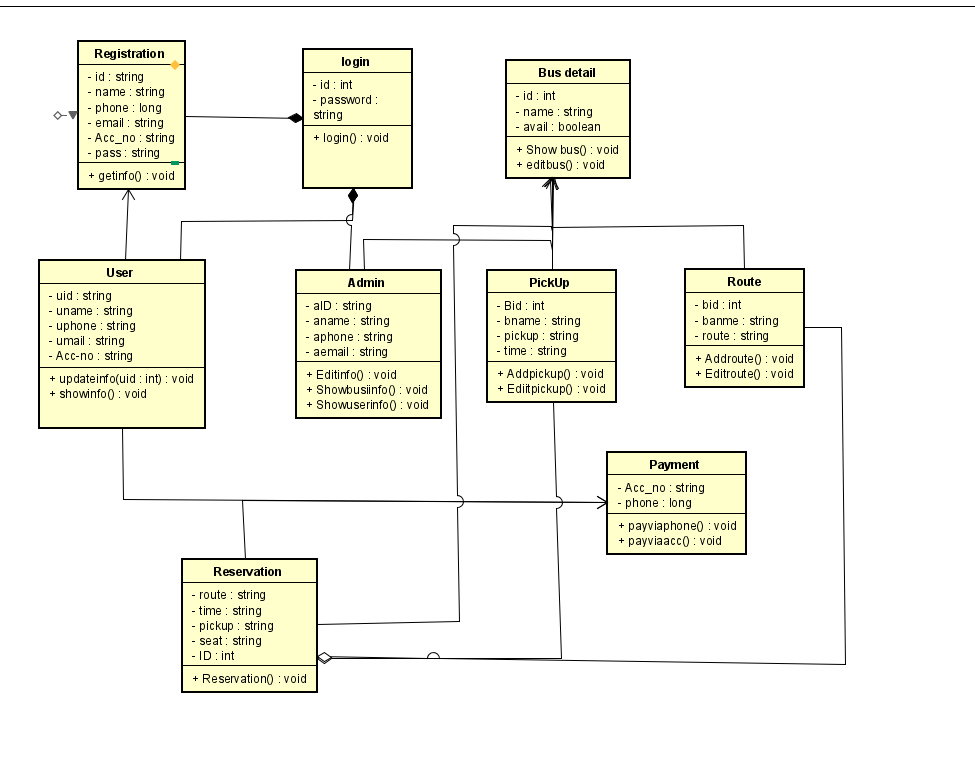 Registration
- id : string
- name : string
- phone : long
- email : string
- Acc_no : string
- pass : string
+ getinfo() : void
login
- id : int
- password :
string
+ login() : void
Bus detail
- id : int
- name : string
- avail : boolean
+ Show bus() : void
+ editbus() : void
User
- uid : string
- uname : string
- uphone : string
- umail : string
- Acc-no : string
+ updateinfo(uid : int) : void
+ showinfo() : void
Admin
- aID : string
- aname : string
- aphone : string
- aemail : string
+ Editinfo() : void
+ Showbusiinfo() : void
+ Showuserinfo() : void
PickUp
- Bid : int
- bname : string
- pickup : string
- time : string
+ Addpickup() : void
+ Ediitpickup() : void
Route
- bid : int
- banme : string
- route : string
+ Addroute() : void
+ Editroute() : void
Payment
- Acc_no : string
- phone : long
+ payviaphone() : void
+ payviaacc() : void
Reservation
- route : string
- time : string
- pickup : string
- seat : string
- ID : int
+ Reservation() : void